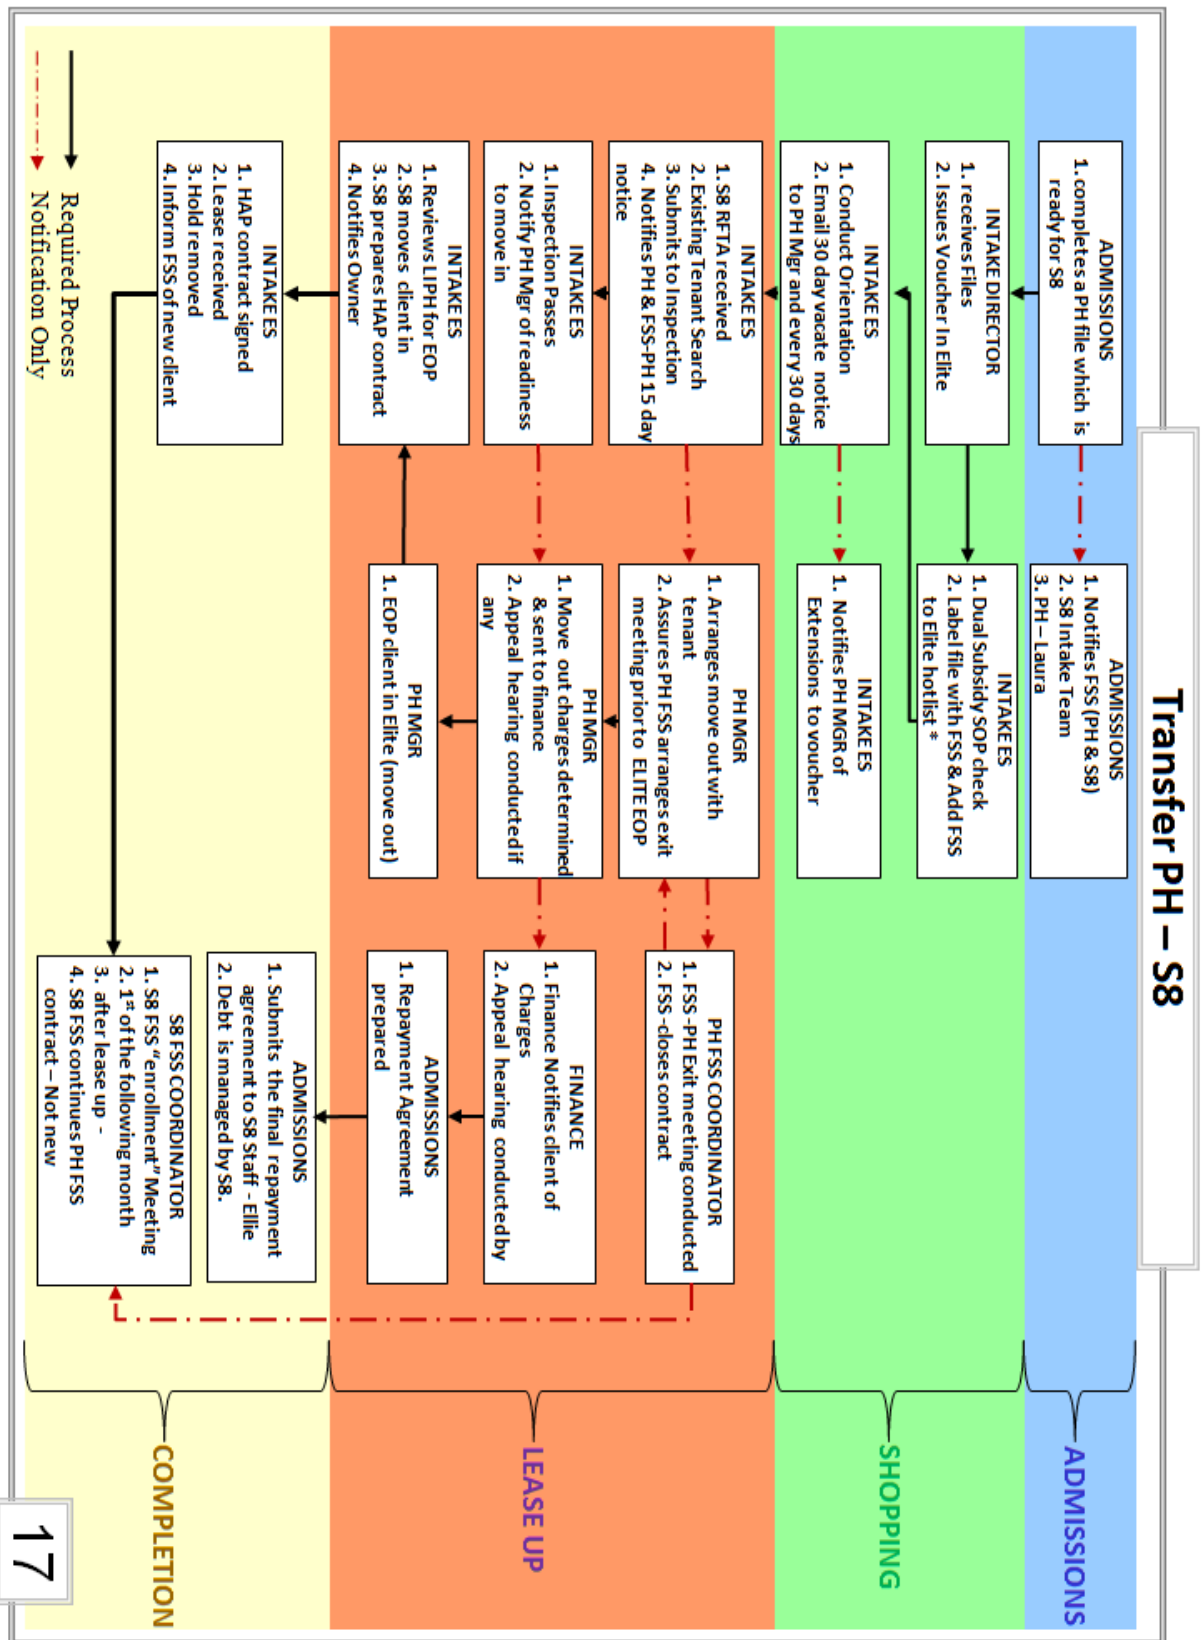 Transfer PH – S8
ADMISSIONS
1. completes a PH file which is
ready for S8
ADMISSIONS
1. Notifies FSS (PH & S8)
2. S8 Intake Team
3. PH – Laura
ADMISSIONS
INTAKE DIRECTOR
1. receives Files
2. Issues Voucher In Elite
INTAKE ES
1. Dual Subsidy SOP check
2. Label file with FSS & Add FSS
to Elite hotlist *
INTAKE ES
1. Conduct Orientation
2. Email 30 day vacate notice
to PH Mgr and every 30 days
INTAKE ES
1. Notifies PH MGR of
Extensions to voucher
SHOPPING
INTAKE ES
1. S8 RFTA received
2. Existing Tenant Search
3. Submits to Inspection
4. Notifies PH & FSS-PH 15 day
notice
PH MGR
1. Arranges move out with
tenant
2. Assures PH FSS arranges exit
meeting prior to ELITE EOP
PH FSS COORDINATOR
1. FSS -PH Exit meeting conducted
2. FSS -closes contract
INTAKE ES
1. Inspection Passes
2. Notify PH Mgr of readiness
to move in
PH MGR
1. Move out charges determined
& sent to finance
2. Appeal hearing conducted if
any
FINANCE
1. Finance Notifies client of
Charges
2. Appeal hearing conducted by
INTAKE ES
1. Reviews LIPH for EOP
2. S8 moves client in
3. S8 prepares HAP contract
4. Notifies Owner
PH MGR
1. EOP client in Elite (move out)
ADMISSIONS
1. Repayment Agreement
prepared
LEASE UP
ADMISSIONS
1. Submits the final repayment
agreement to S8 Staff - Ellie
2. Debt is managed by S8.
INTAKE ES
1. HAP contract signed
2. Lease received
3. Hold removed
4. Inform FSS of new client
S8 FSS COORDINATOR
1. S8 FSS “enrollment” Meeting
2. 1st of the following month
3. after lease up -
4. S8 FSS continues PH FSS
contract – Not new
COMPLETION
Required Process
Notification Only
17